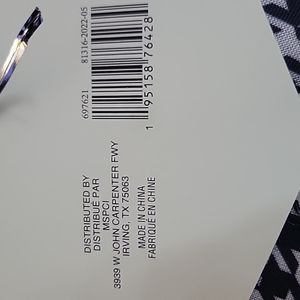 81316-2022-05
697621
1 95158 76428
DISTRIBUTED BY
DISTRIBUÉ PAR
MSPCI
3939 W JOHN CARPENTER FWY
IRVING, TX 75063
MADE IN CHINA
FABRIQUÉ EN CHINE